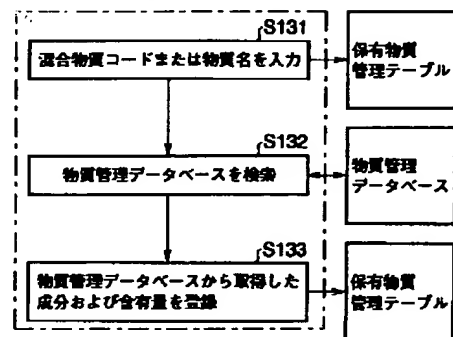 S131
混合物質コードまたは物質名を入力
保有物質
管理テーブル
S132
物質管理データベースを検索
物質管理
データベース
S133
物質管理データベースから取得した
成分および含有量を登録
保有物質
管理テーブル